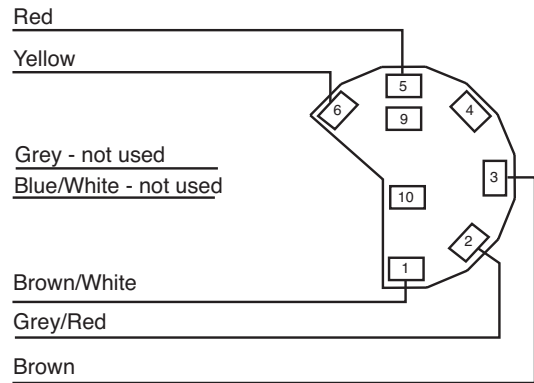 Red
Yellow
5
6
4
9
Grey - not used
3
Blue/White - not used
10
2
1
Brown/White
Grey/Red
Brown